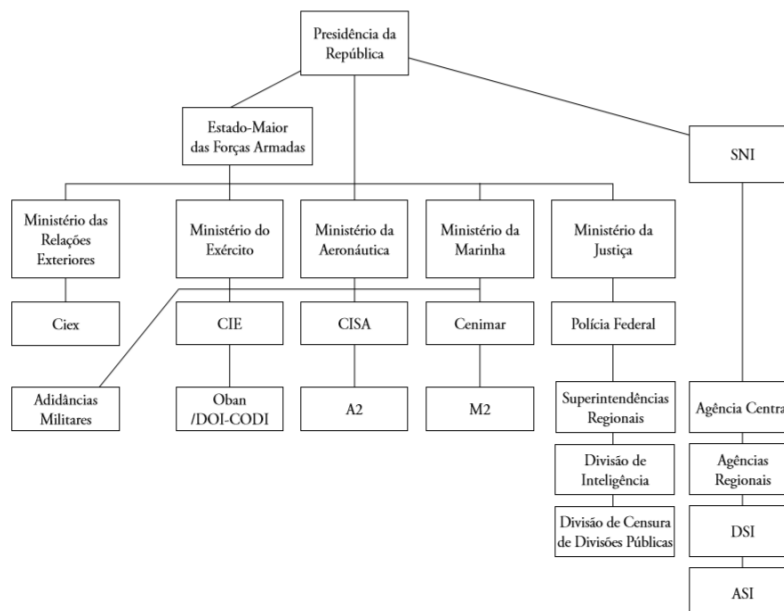 Presidência da
República
Estado-Maior
das Forças Armadas
SNI
Ministério das
Relações
Exteriores
Ministério do
Exército
Ministério da
Aeronáutica
Ministério da
Marinha
Ministério da
Justiça
Ciex
CIE
CISA
Cenimar
Polícia Federal
Adidâncias
Militares
Oban
/DOI-CODI
A2
M2
Superintendências
Regionais
Agência Centra
Divisão de
Inteligência
Agências
Regionais
Divisão de Censura
de Divisões Públicas
DSI
ASI